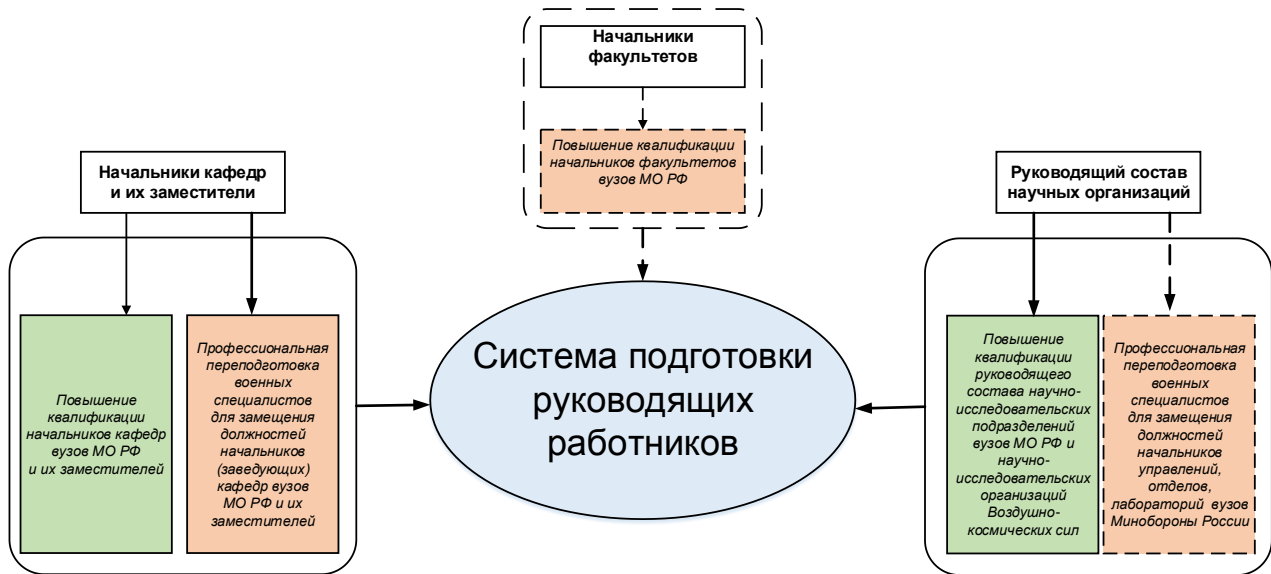 Начальники
факультетов
Повышение квалификации
начальников факультетов
вузов МО РФ
Начальники кафедр
и их заместители
Повышение
квалификации
начальников кафедр
вузов МО РФ
и их заместителей
Профессиональная
переподготовка
военных
специалистов
для замещения
должностей
начальников
(заведующих)
кафедр вузов
МО РФ и их
заместителей
Система подготовки
руководящих
работников
Руководящий состав
научных организаций
Повышение
квалификации
руководящего
состава научно-
исследовательских
подразделений
вузов МО РФ и
научно-
исследовательских
организаций
Воздушно-
космических сил
Профессиональная
переподготовка
военных
специалистов
для замещения
должностей
начальников
управлений,
отделов,
лабораторий вузов
Минобороны России